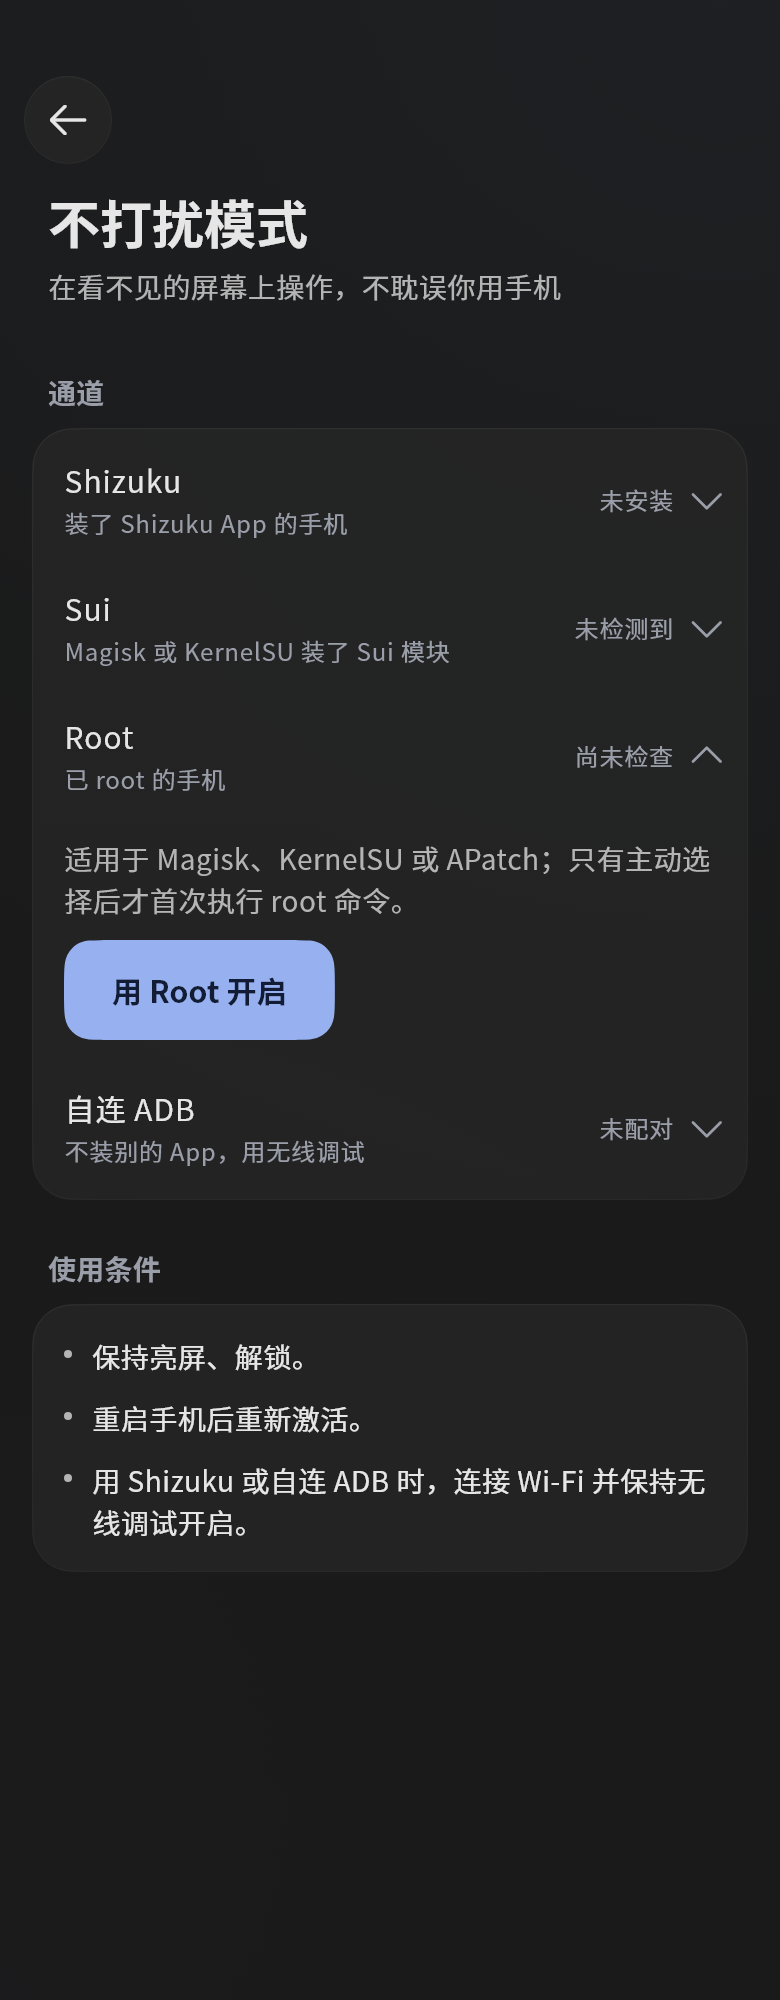 不打扰模式
在看不见的屏幕上操作，不耽误你用手机
通道
Shizuku
装了 Shizuku App 的手机
未安装
Sui
Magisk 或 KernelSU 装了 Sui 模块
未检测到
Root
已 root 的手机
尚未检查
适用于 Magisk、KernelSU 或 APatch；只有主动选
择后才首次执行 root 命令。
用 Root 开启
自连 ADB
不装别的 App，用无线调试
未配对
使用条件
• 保持亮屏、解锁。
• 重启手机后重新激活。
• 用 Shizuku 或自连 ADB 时，连接 Wi-Fi 并保持无
线调试开启。